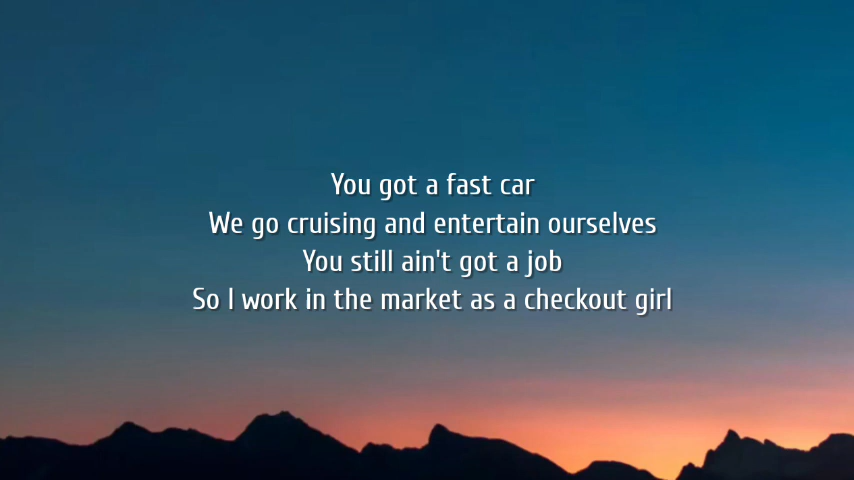 You got a fast car
We go cruising and entertain ourselves
You still ain't got a job
So I work in the market as a checkout girl